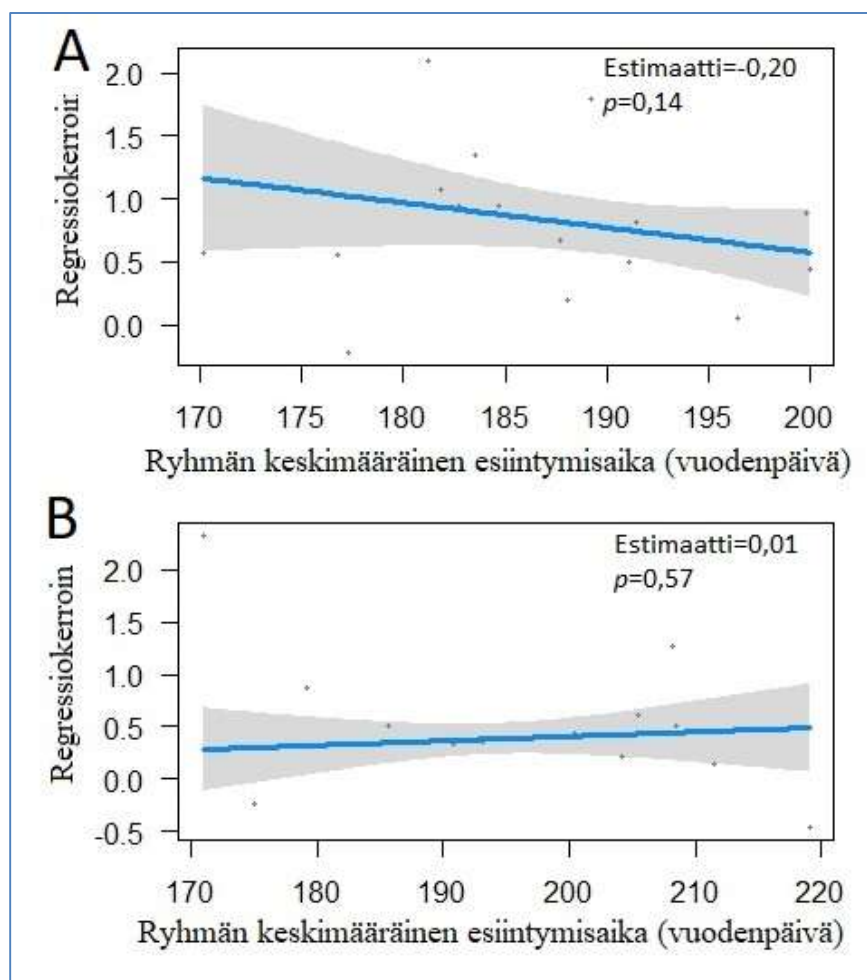 A
Estimaatti=-0,20
p=0,14
Regressiokerroin
2.0
1.5
1.0
0.5
0.0
170 175 180 185 190 195 200
Ryhmän keskimääräinen esiintymisaika (vuodenpäivä)
B
Estimaatti=0,01
p=0,57
Regressiokerroin
2.0
1.5
1.0
0.5
0.0
-0.5
170 180 190 200 210 220
Ryhmän keskimääräinen esiintymisaika (vuodenpäivä)